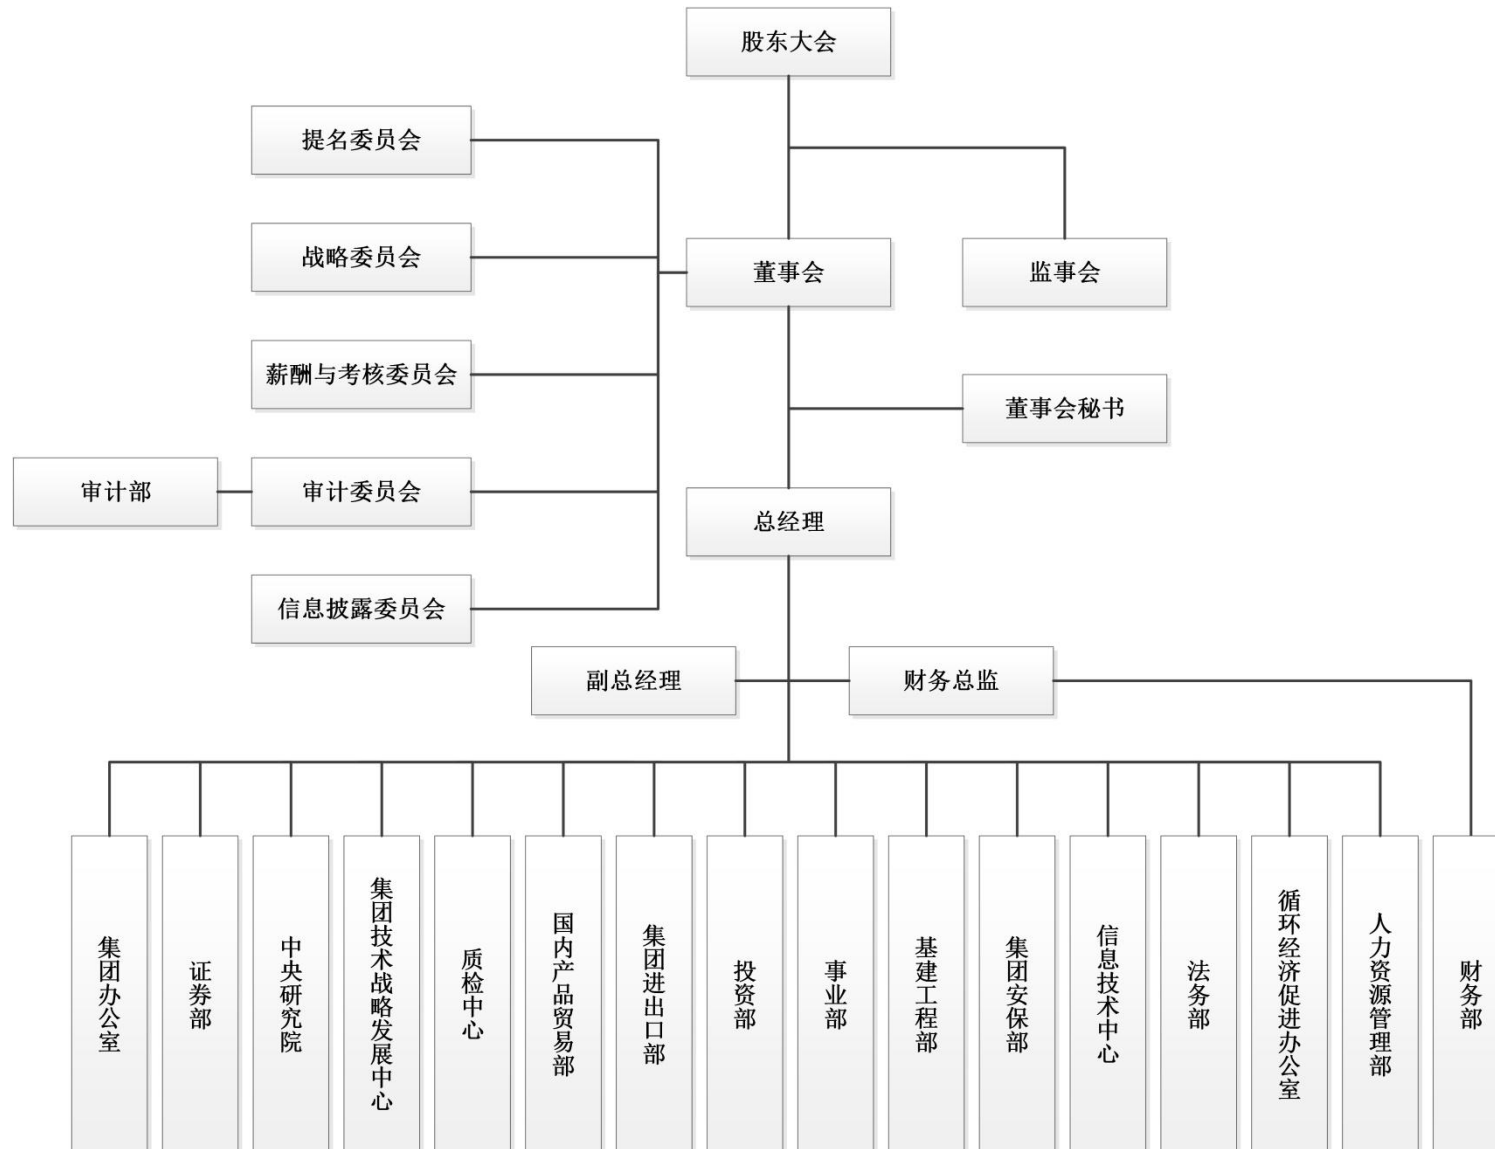 股东大会
提名委员会
战略委员会
董事会
监事会
薪酬与考核委员会
董事会秘书
审计部
审计委员会
总经理
信息披露委员会
副总经理
财务总监
集团办公室
证券部
中央研究院
集团技术战略发展中心
质检中心
国内产品贸易部
集团进出口部
投资部
事业部
基建工程部
集团安保部
信息技术中心
法务部
循环经济促进办公室
人力资源管理部
财务部